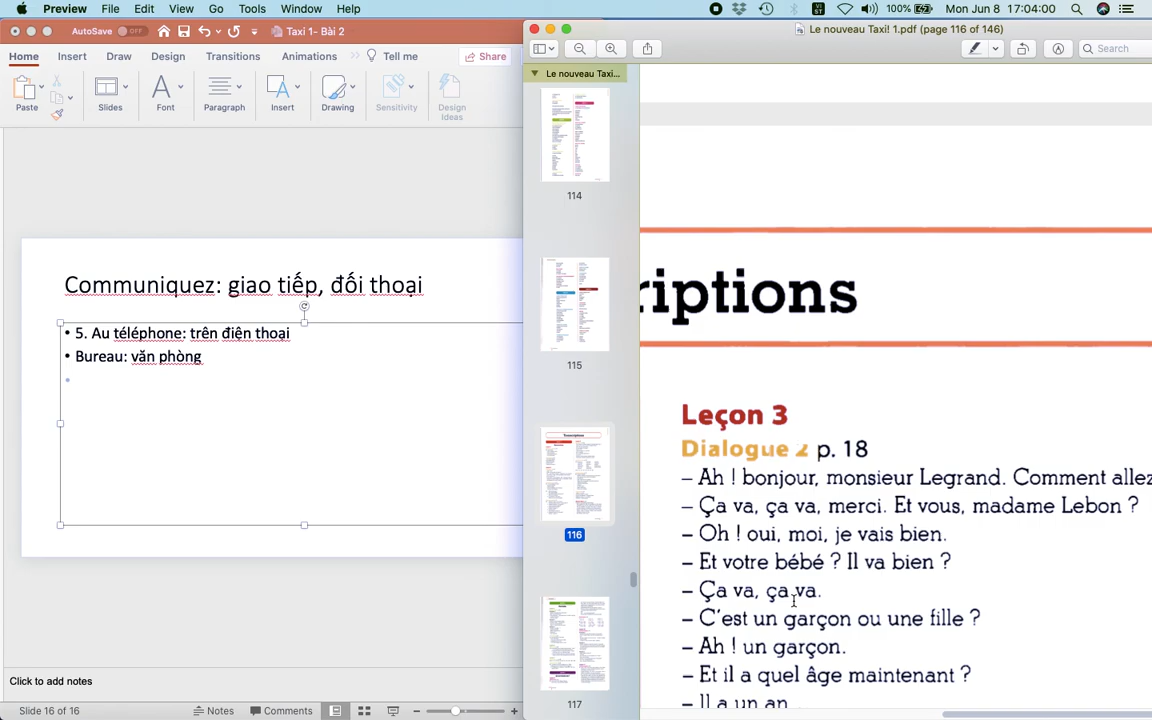 Preview File Edit View Go Tools Window Help
VI
ST
100% Mon Jun 8 17:04:00
AutoSave OFF Taxi 1- Bài 2
Home Insert Draw Design Transitions Animations Tell me Share
Paste Slides Font Paragraph Insert Drawing Sensitivity Design Ideas
Communiquez: giao tiếp, đối thoại
• 5. Au téléphone: trên điện thoại
• Bureau: văn phòng
Click to add notes
Slide 16 of 16 Notes Comments
Le nouveau Taxi! 1.pdf (page 116 of 146)
Search
Le nouveau Taxi...
114
115
Transcriptions
116
117
riptions
Leçon 3
Dialogue 2 p. 18
– Ah ! bonjour, monsieur Legrand. Comment allez
– Ça va, ça va, merci. Et vous, madame Lebon ?
– Oh ! oui, moi, je vais bien.
– Et votre bébé ? Il va bien ?
– Ça va, ça va.
– C'est un garçon ou une fille ?
– Ah ! un garçon.
– Et il a quel âge maintenant ?
– Il a un an.